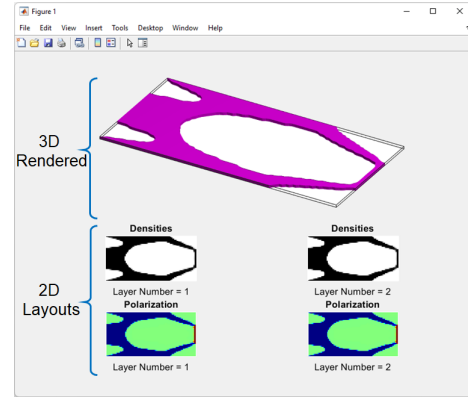 Figure 1
File Edit View Insert Tools Desktop Window Help
3D
Rendered
Densities Densities
Layer Number = 1 Layer Number = 2
2D
Layouts
Polarization Polarization
Layer Number = 1 Layer Number = 2